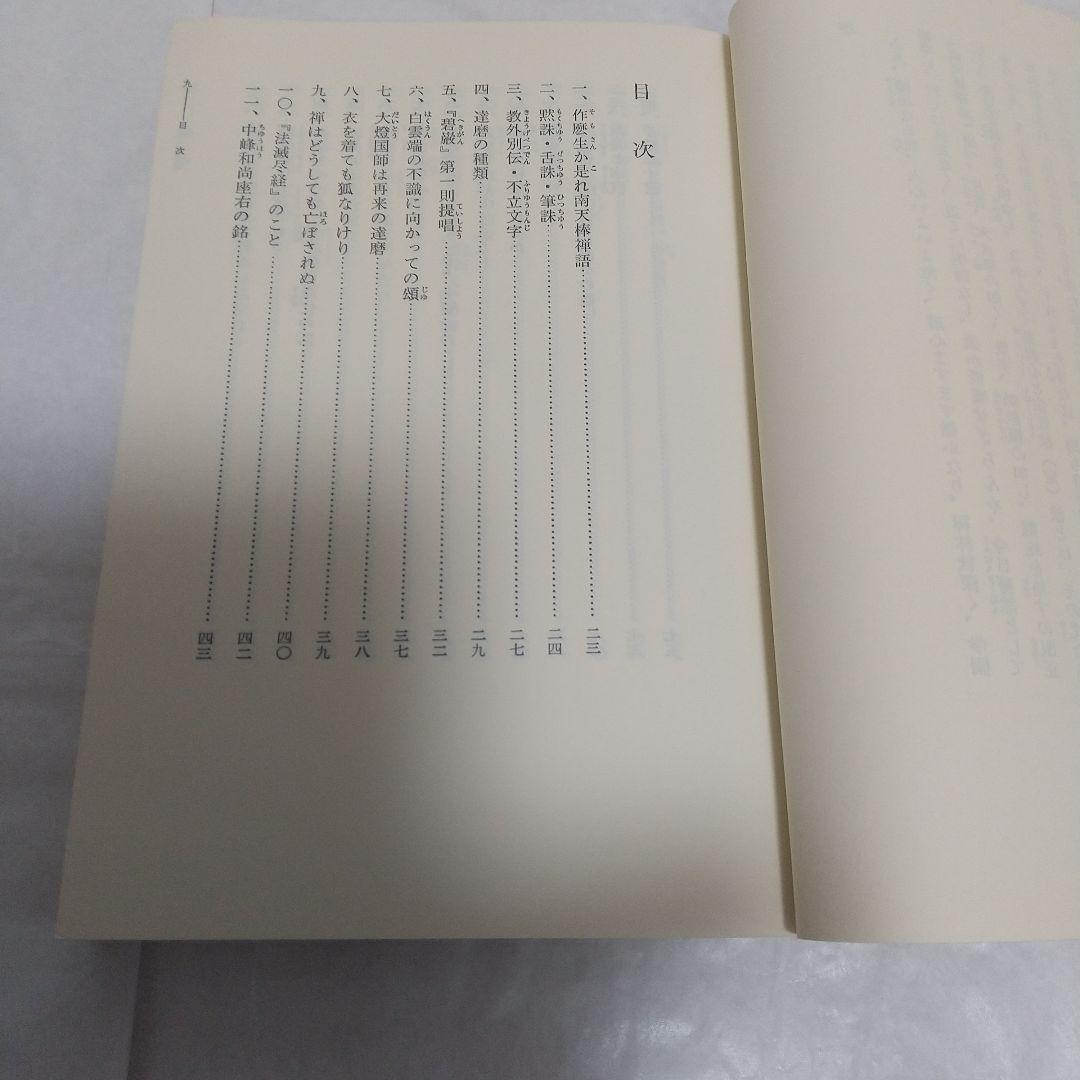 目次
一、作麼生か是れ南天棒禅語……………………二三
二、黙誅・舌誅・筆誅……………………二四
三、教外別伝・不立文字……………………二七
四、達磨の種類……………………二九
五、『碧巌』第一則提唱……………………三二
六、白雲端の不識に向かっての頌……………………三七
七、大燈国師は再来の達磨……………………三八
八、衣を着ても狐なりけり……………………三九
九、禅はどうしても亡ぼされぬ……………………四〇
一〇、『法滅尽経』のこと……………………四二
一一、中峰和尚座右の銘……………………四三
九――目次